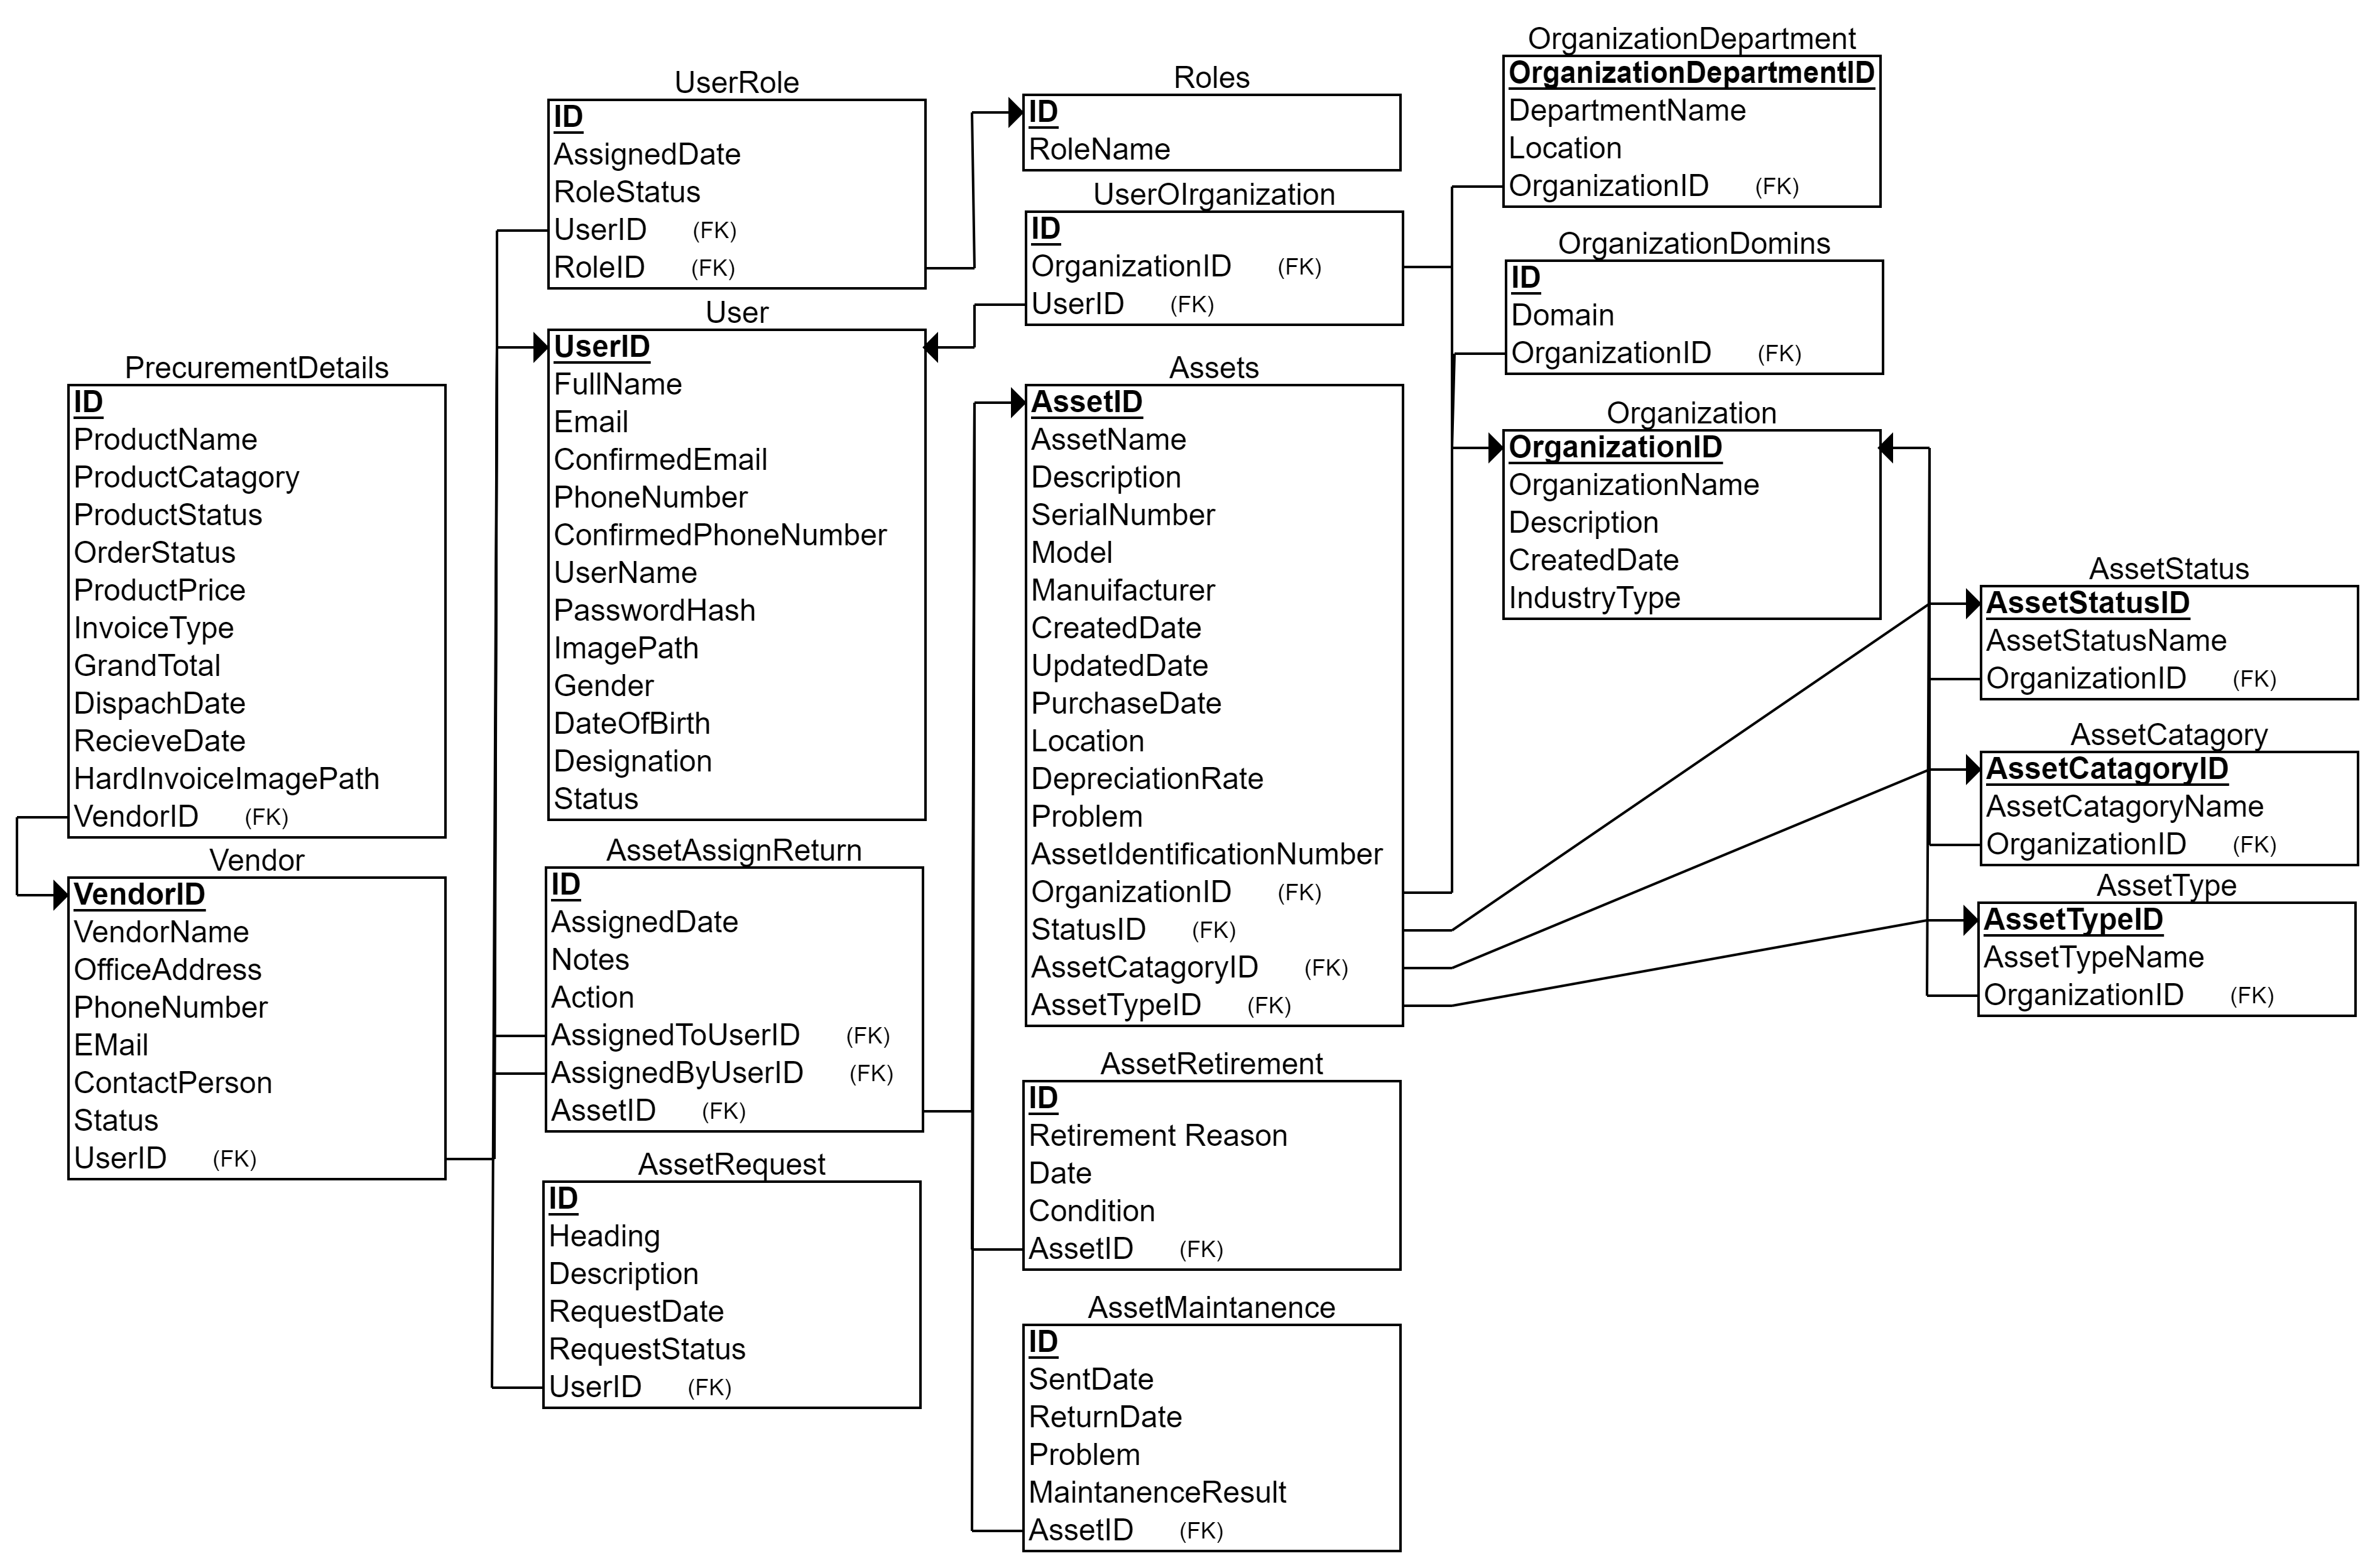 PrecurementDetails
ID
ProductName
ProductCatagory
ProductStatus
OrderStatus
ProductPrice
InvoiceType
GrandTotal
DispachDate
RecieveDate
HardInvoiceImagePath
VendorID (FK)
Vendor
VendorID
VendorName
OfficeAddress
PhoneNumber
EMail
ContactPerson
Status
UserID (FK)
UserRole
ID
AssignedDate
RoleStatus
UserID (FK)
RoleID (FK)
User
UserID
FullName
Email
ConfirmedEmail
PhoneNumber
ConfirmedPhoneNumber
UserName
PasswordHash
ImagePath
Gender
DateOfBirth
Designation
Status
AssetAssignReturn
ID
AssignedDate
Notes
Action
AssignedToUserID (FK)
AssignedByUserID (FK)
AssetID (FK)
AssetRequest
ID
Heading
Description
RequestDate
RequestStatus
UserID (FK)
Roles
ID
RoleName
UserOIrganization
ID
OrganizationID (FK)
UserID (FK)
Assets
AssetID
AssetName
Description
SerialNumber
Model
Manuifacturer
CreatedDate
UpdatedDate
PurchaseDate
Location
DepreciationRate
Problem
AssetIdentificationNumber
OrganizationID (FK)
StatusID (FK)
AssetCatagoryID (FK)
AssetTypeID (FK)
AssetRetirement
ID
Retirement Reason
Date
Condition
AssetID (FK)
AssetMaintanence
ID
SentDate
ReturnDate
Problem
MaintanenceResult
AssetID (FK)
OrganizationDepartment
OrganizationDepartmentID
DepartmentName
Location
OrganizationID (FK)
OrganizationDomins
ID
Domain
OrganizationID (FK)
Organization
OrganizationID
OrganizationName
Description
CreatedDate
IndustryType
AssetStatus
AssetStatusID
AssetStatusName
OrganizationID (FK)
AssetCatagory
AssetCatagoryID
AssetCatagoryName
OrganizationID (FK)
AssetType
AssetTypeID
AssetTypeName
OrganizationID (FK)